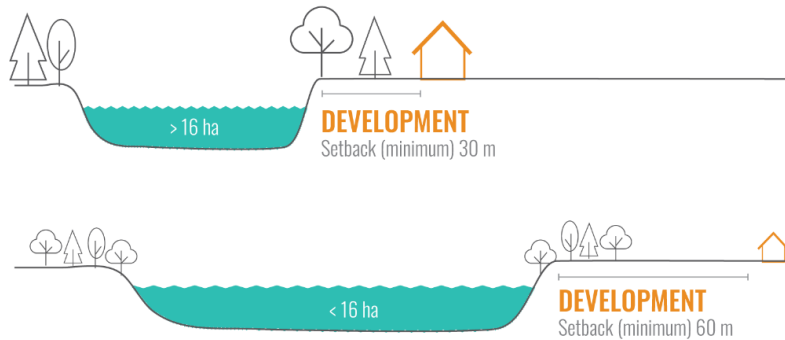 > 16 ha
DEVELOPMENT
Setback (minimum) 30 m
< 16 ha
DEVELOPMENT
Setback (minimum) 60 m